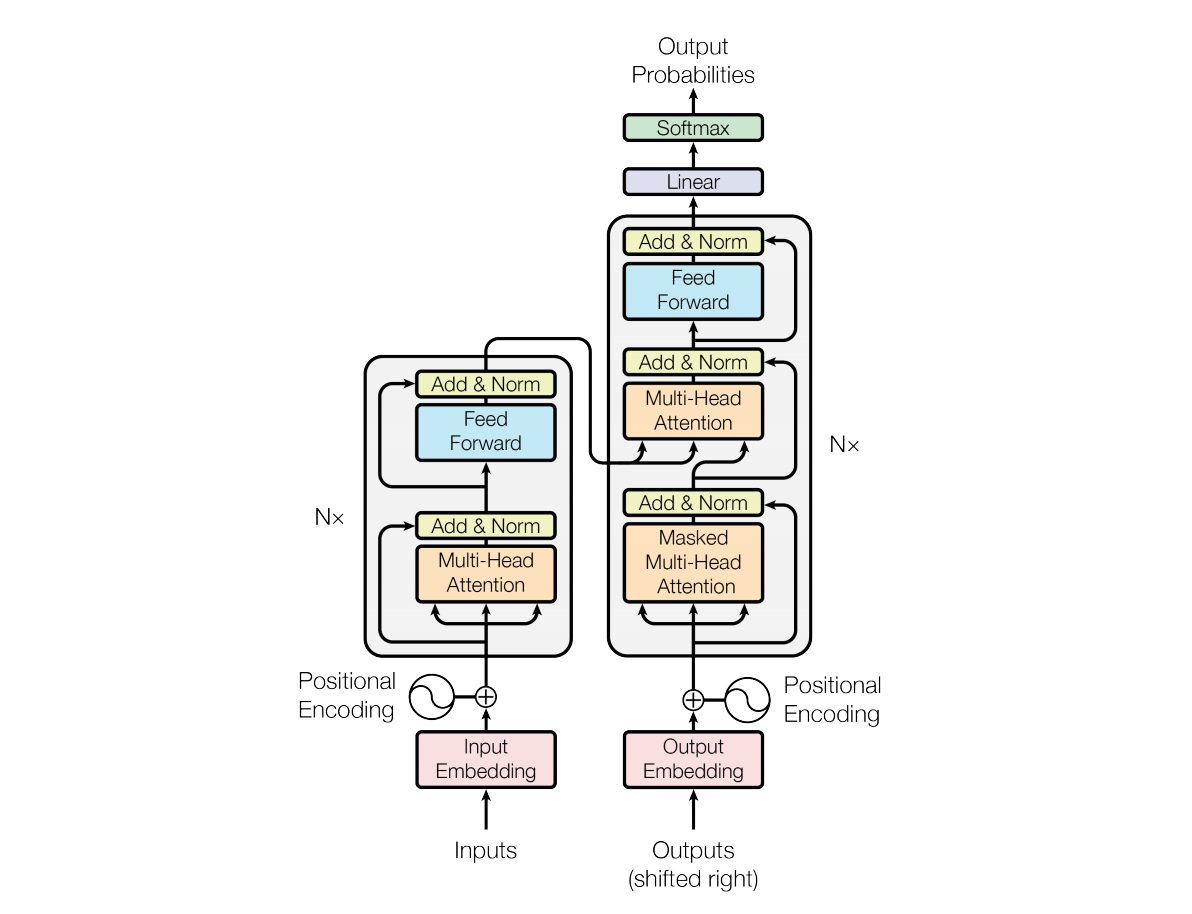 Output
Probabilities
Softmax
Linear
Add & Norm
Feed
Forward
Add & Norm
Multi-Head
Attention
N×
Add & Norm
Masked
Multi-Head
Attention
Add & Norm
Feed
Forward
N×
Add & Norm
Multi-Head
Attention
Positional
Encoding
Positional
Encoding
Input
Embedding
Output
Embedding
Inputs
Outputs
(shifted right)